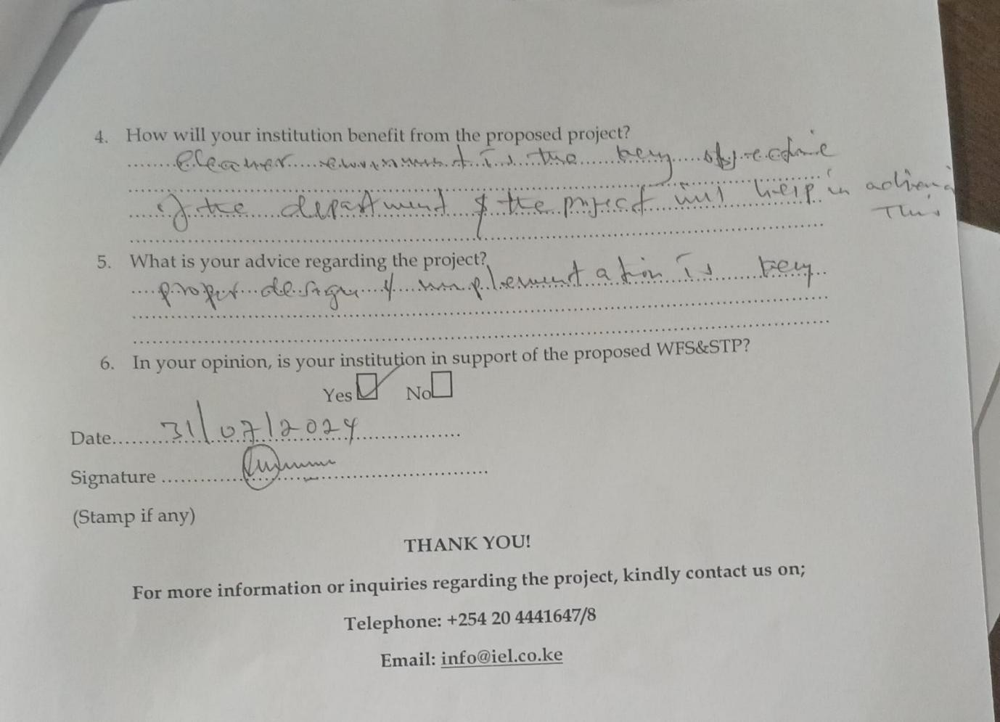 4. How will your institution benefit from the proposed project?
Cleaner environment is the key objective
of the department & the project will help in achieving
This
5. What is your advice regarding the project?
proper design & implementation is key
6. In your opinion, is your institution in support of the proposed WFS&STP?
Yes No
Date 31/07/2024
Signature
(Stamp if any)
THANK YOU!
For more information or inquiries regarding the project, kindly contact us on;
Telephone: +254 20 4441647/8
Email: info@iel.co.ke